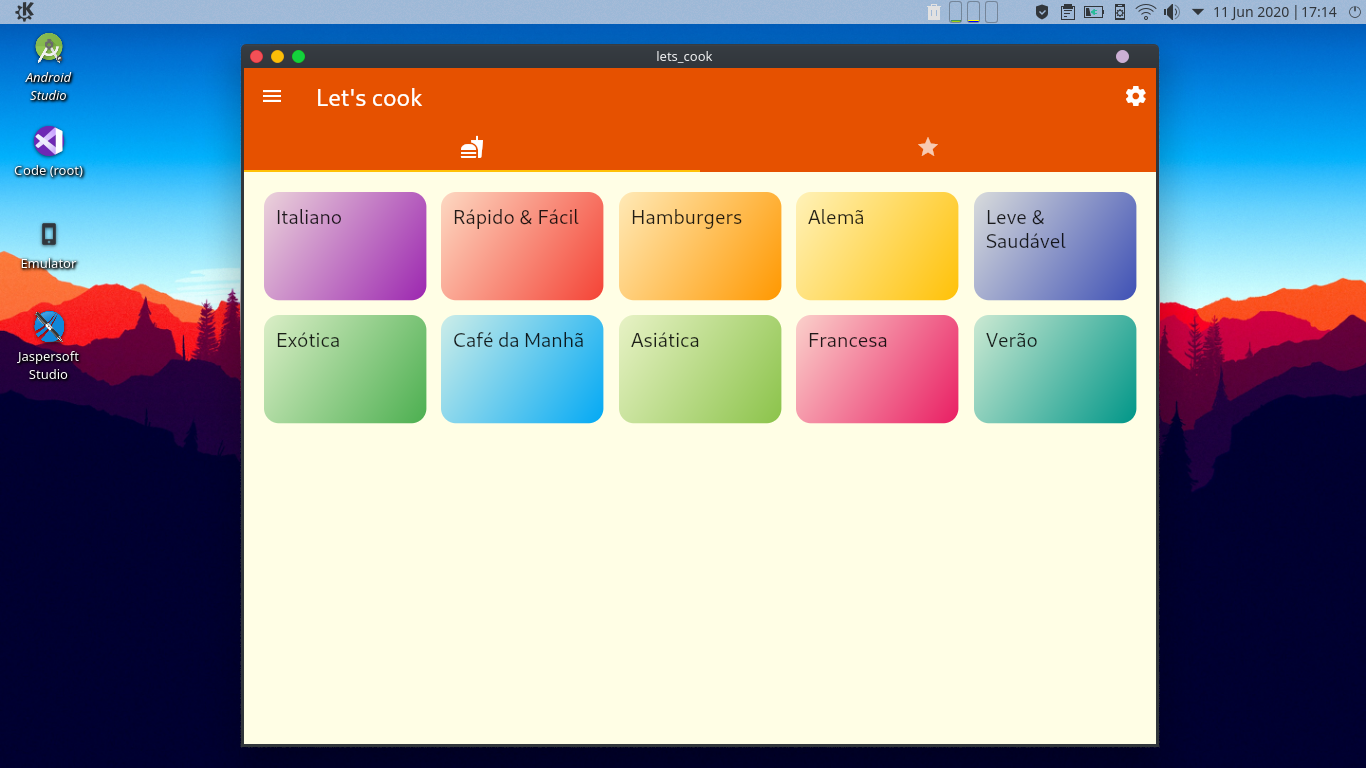 11 Jun 2020 | 17:14
Android
Studio
Code (root)
Emulator
Jaspersoft
Studio
lets_cook
Let's cook
Italiano
Rápido & Fácil
Hamburgers
Alemã
Leve &
Saudável
Exótica
Café da Manhã
Asiática
Francesa
Verão